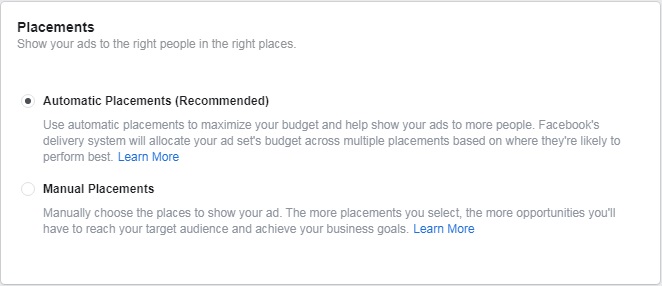 Placements
Show your ads to the right people in the right places.
Automatic Placements (Recommended)
Use automatic placements to maximize your budget and help show your ads to more people. Facebook's
delivery system will allocate your ad set's budget across multiple placements based on where they're likely to
perform best. Learn More
Manual Placements
Manually choose the places to show your ad. The more placements you select, the more opportunities you'll
have to reach your target audience and achieve your business goals. Learn More